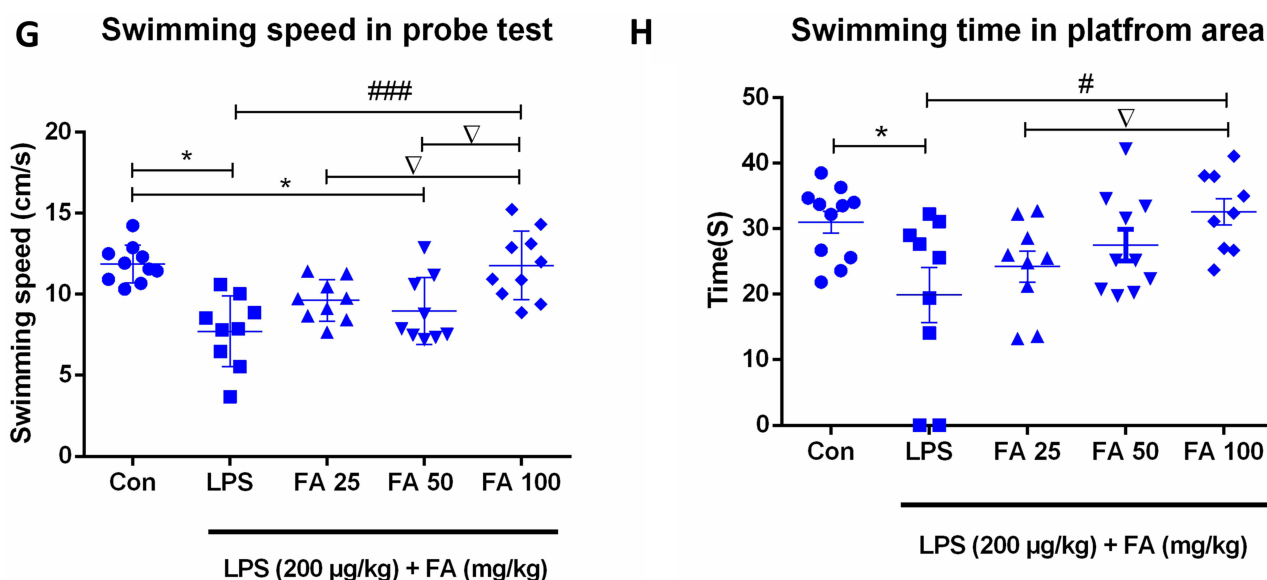 G Swimming speed in probe test
###
∇
* ∇
*
Swimming speed (cm/s)
20
15
10
5
0
Con LPS FA 25 FA 50 FA 100
LPS (200 µg/kg) + FA (mg/kg)
H Swimming time in platfrom area
#
∇
*
Time(S)
50
40
30
20
10
0
Con LPS FA 25 FA 50 FA 100
LPS (200 µg/kg) + FA (mg/kg)